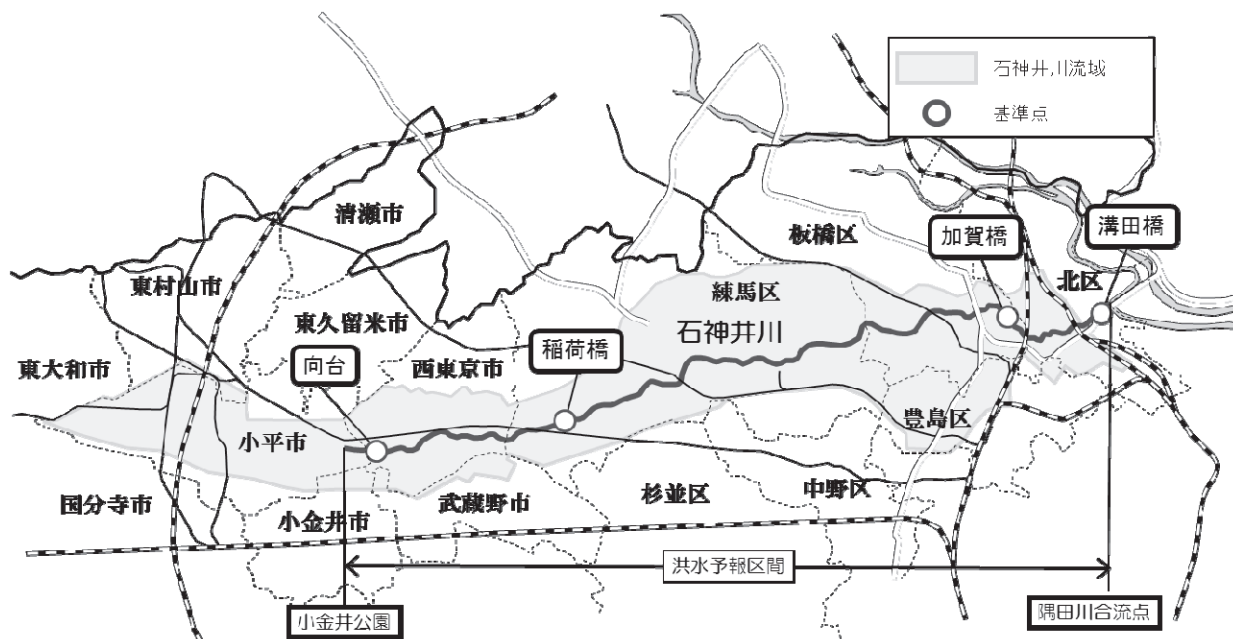 石神井川流域
基準点
清瀬市
板橋区
加賀橋
溝田橋
東村山市
練馬区
北区
東久留米市
石神井川
稲荷橋
向台
西東京市
東大和市
小平市
豊島区
国分寺市
小金井市
武蔵野市
杉並区
中野区
洪水予報区間
小金井公園
隅田川合流点